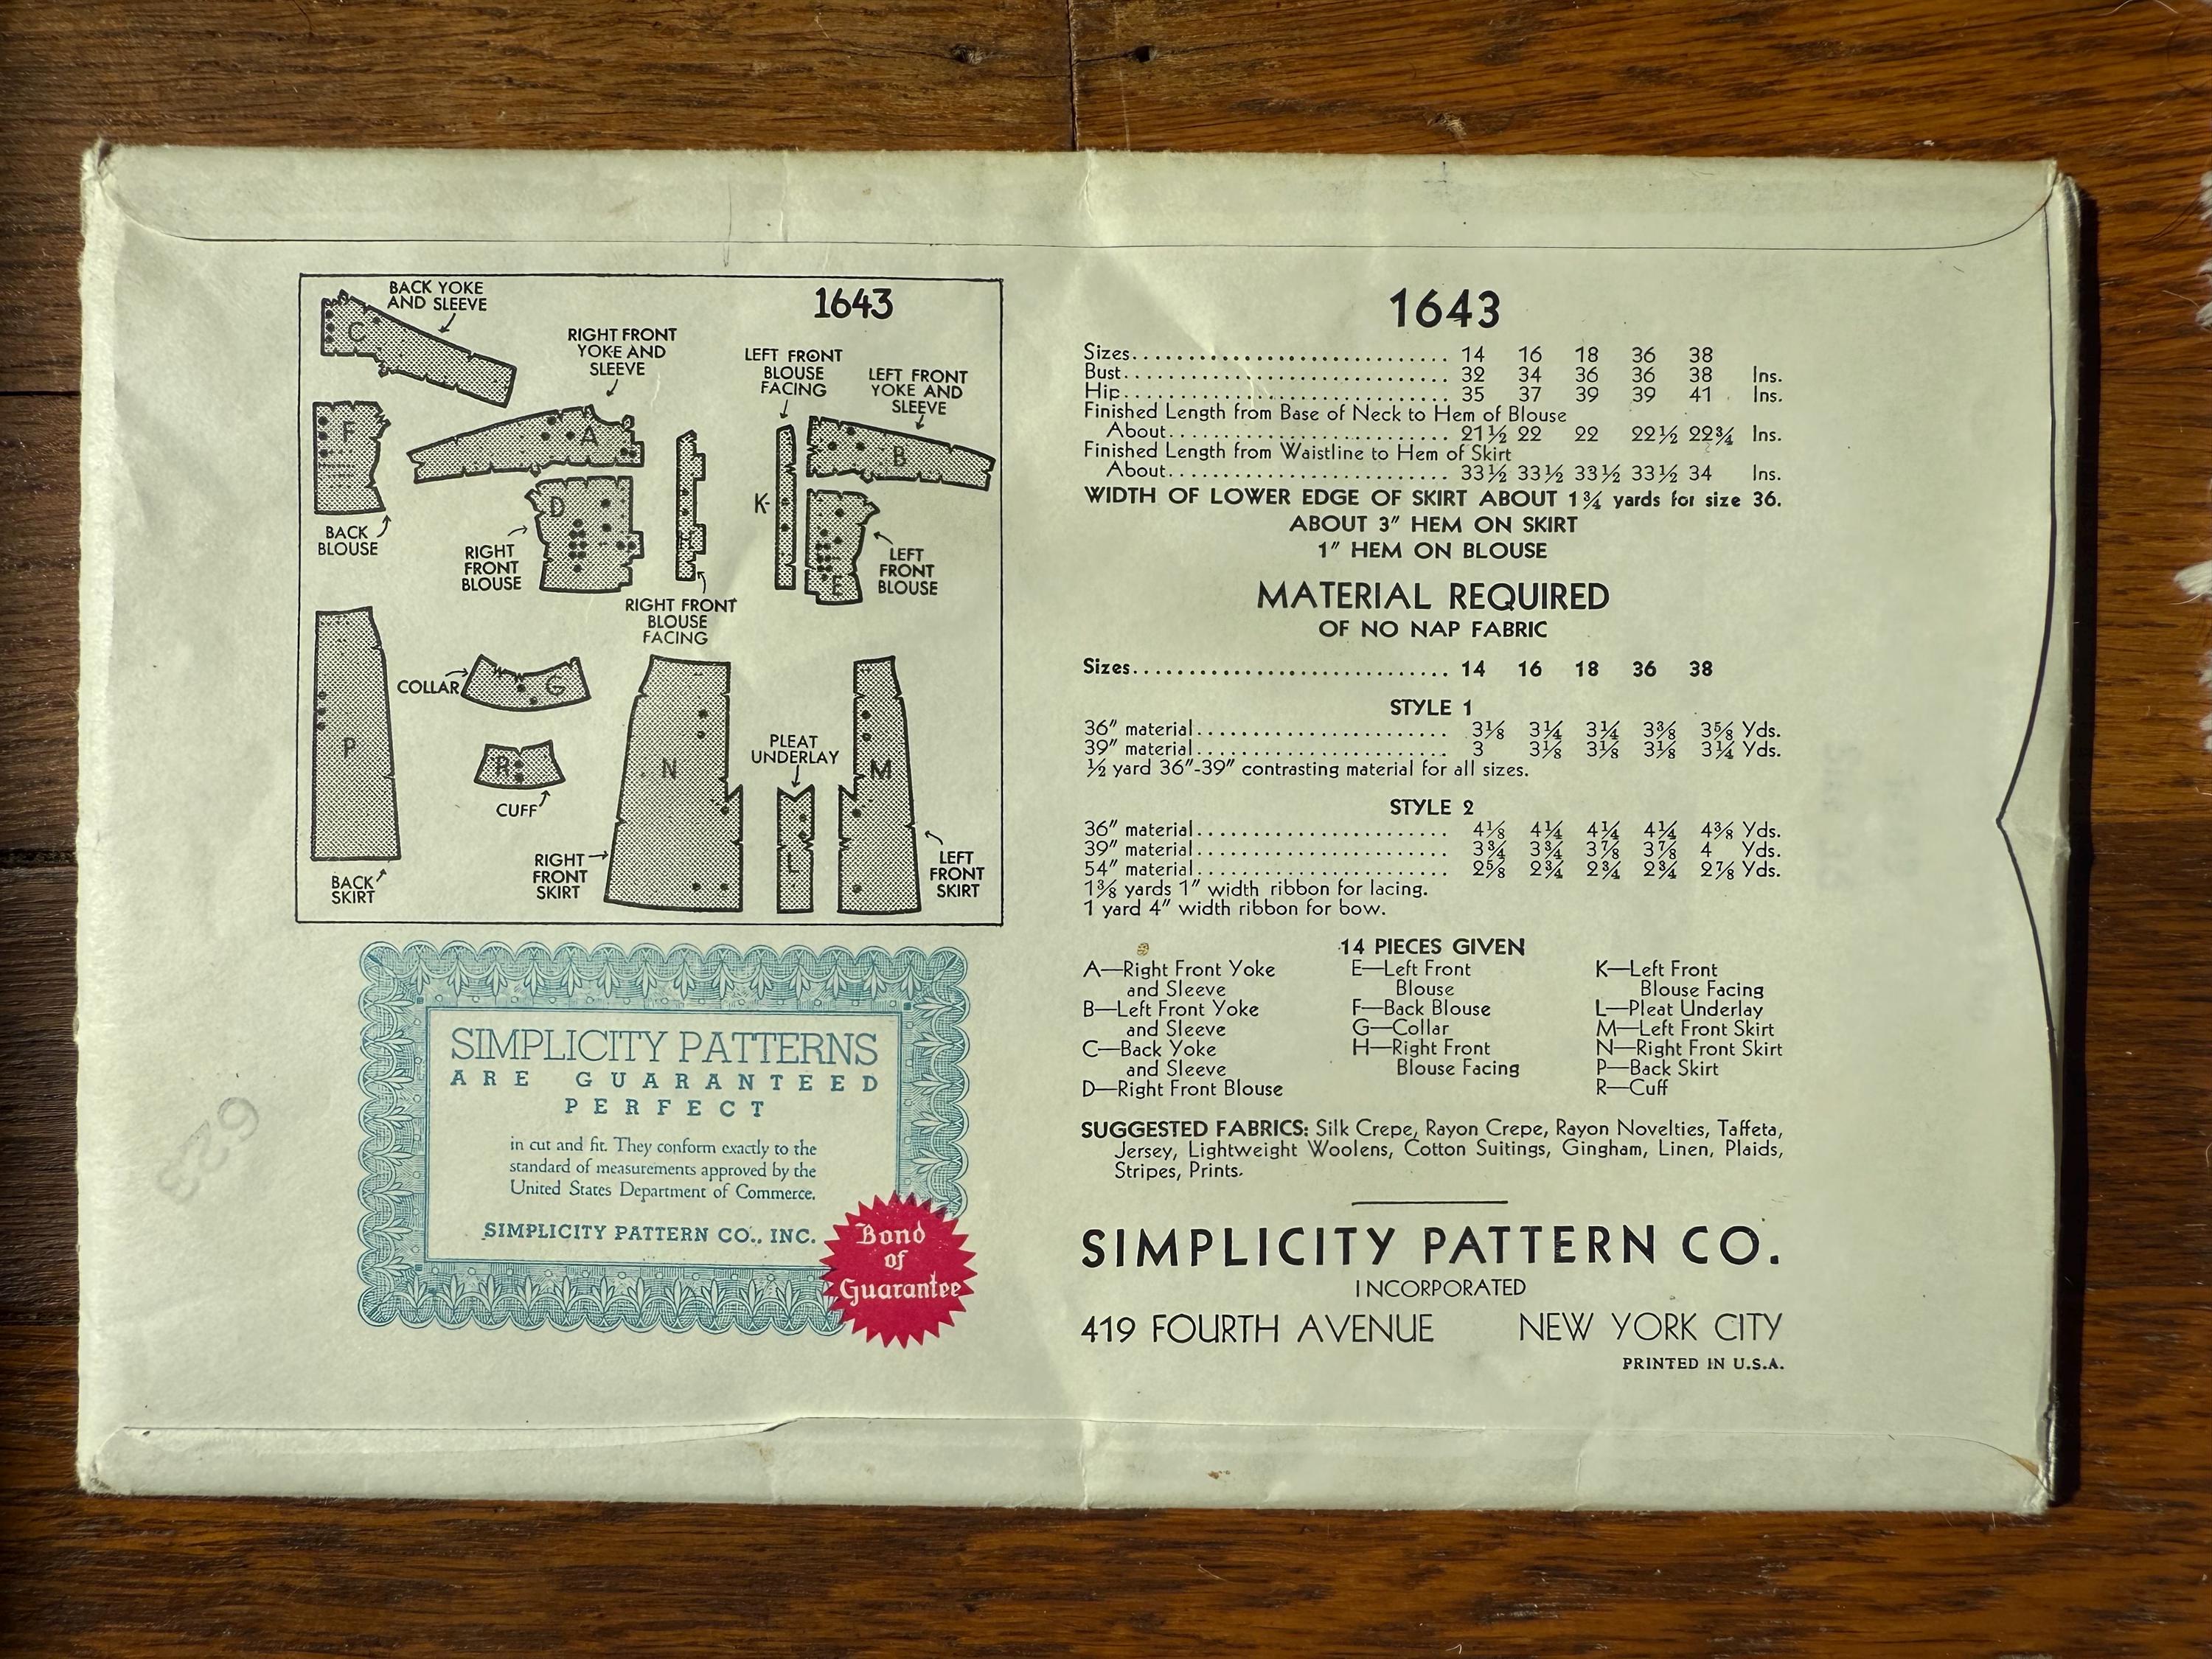 1643
BACK YOKE
AND SLEEVE
C
RIGHT FRONT
YOKE AND
SLEEVE
A
LEFT FRONT
BLOUSE
FACING
K-
LEFT FRONT
YOKE AND
SLEEVE
B
F
BACK
BLOUSE
D
RIGHT
FRONT
BLOUSE
H
RIGHT FRONT
BLOUSE
FACING
E
LEFT
FRONT
BLOUSE
P
BACK
SKIRT
COLLAR
G
R
CUFF
N
RIGHT
FRONT
SKIRT
PLEAT
UNDERLAY
L
M
LEFT
FRONT
SKIRT
SIMPLICITY PATTERNS
ARE GUARANTEED
PERFECT
in cut and fit. They conform exactly to the
standard of measurements approved by the
United States Department of Commerce.
SIMPLICITY PATTERN CO., INC.
Bond
of
Guarantee
623
1643
Sizes............................ 14 16 18 36 38
Bust............................ 32 34 36 36 38 Ins.
Hip............................ 35 37 39 39 41 Ins.
Finished Length from Base of Neck to Hem of Blouse
About......................... 21½ 22 22 22½ 22¾ Ins.
Finished Length from Waistline to Hem of Skirt
About......................... 33½ 33½ 33½ 33½ 34 Ins.
WIDTH OF LOWER EDGE OF SKIRT ABOUT 1¾ yards for size 36.
ABOUT 3" HEM ON SKIRT
1" HEM ON BLOUSE
MATERIAL REQUIRED
OF NO NAP FABRIC
Sizes............................ 14 16 18 36 38
STYLE 1
36" material...................... 3⅛ 3¼ 3¼ 3⅜ 3⅝ Yds.
39" material...................... 3 3⅛ 3⅛ 3⅛ 3¼ Yds.
½ yard 36"-39" contrasting material for all sizes.
STYLE 2
36" material...................... 4⅛ 4¼ 4¼ 4¼ 4⅜ Yds.
39" material...................... 3¾ 3¾ 3⅞ 3⅞ 4 Yds.
54" material...................... 2⅝ 2¾ 2¾ 2¾ 2⅞ Yds.
1⅜ yards 1" width ribbon for lacing.
1 yard 4" width ribbon for bow.
14 PIECES GIVEN
A—Right Front Yoke
and Sleeve
B—Left Front Yoke
and Sleeve
C—Back Yoke
and Sleeve
D—Right Front Blouse
E—Left Front
Blouse
F—Back Blouse
G—Collar
H—Right Front
Blouse Facing
K—Left Front
Blouse Facing
L—Pleat Underlay
M—Left Front Skirt
N—Right Front Skirt
P—Back Skirt
R—Cuff
SUGGESTED FABRICS: Silk Crepe, Rayon Crepe, Rayon Novelties, Taffeta,
Jersey, Lightweight Woolens, Cotton Suitings, Gingham, Linen, Plaids,
Stripes, Prints.
SIMPLICITY PATTERN CO.
INCORPORATED
419 FOURTH AVENUE NEW YORK CITY
PRINTED IN U.S.A.